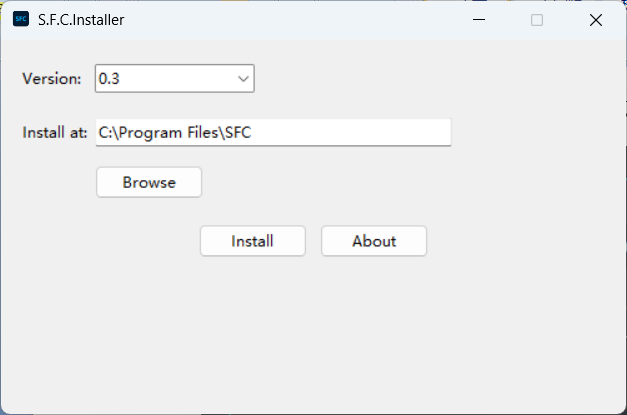 SFC S.F.C.Installer
Version: 0.3
Install at: C:\Program Files\SFC
Browse
Install About